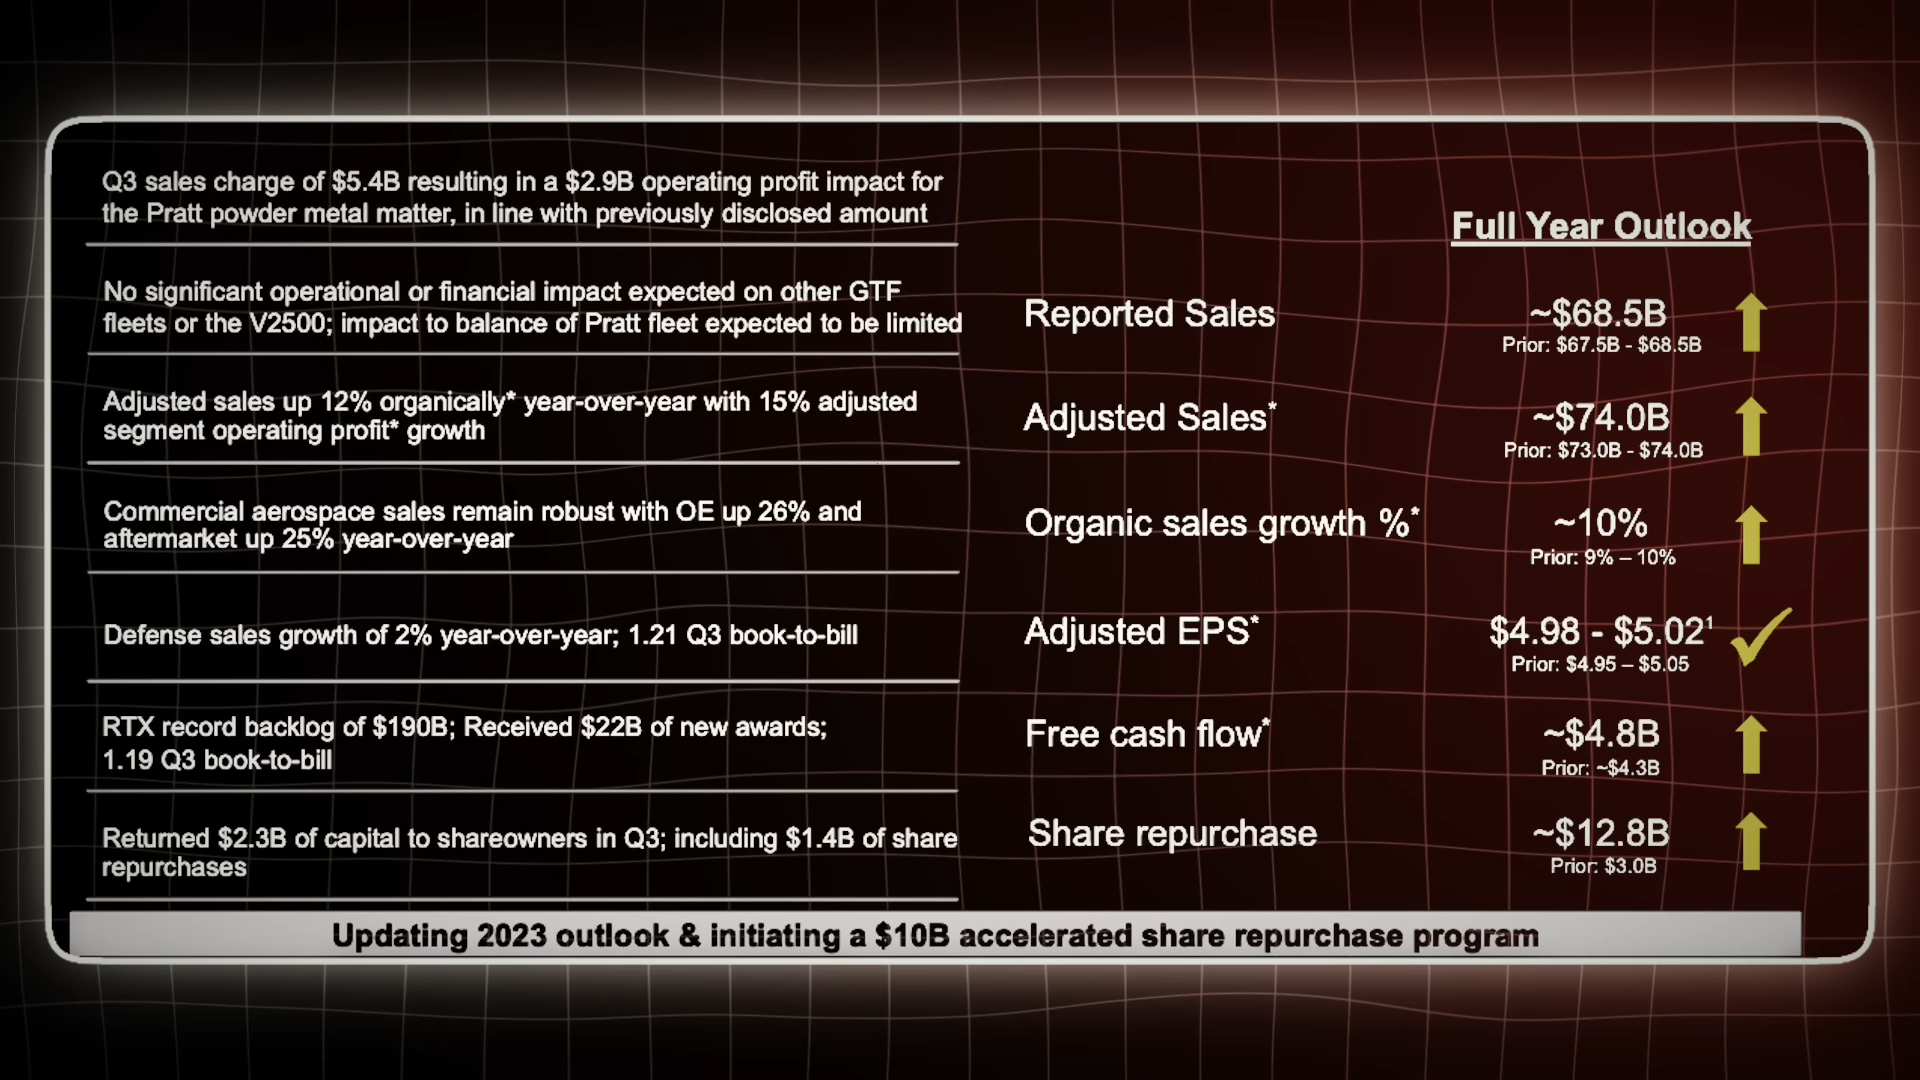 Q3 sales charge of $5.4B resulting in a $2.9B operating profit impact for
the Pratt powder metal matter, in line with previously disclosed amount
No significant operational or financial impact expected on other GTF
fleets or the V2500; impact to balance of Pratt fleet expected to be limited
Adjusted sales up 12% organically* year-over-year with 15% adjusted
segment operating profit* growth
Commercial aerospace sales remain robust with OE up 26% and
aftermarket up 25% year-over-year
Defense sales growth of 2% year-over-year; 1.21 Q3 book-to-bill
RTX record backlog of $190B; Received $22B of new awards;
1.19 Q3 book-to-bill
Returned $2.3B of capital to shareowners in Q3; including $1.4B of share
repurchases
Full Year Outlook
Reported Sales ~$68.5B
Prior: $67.5B - $68.5B
Adjusted Sales* ~$74.0B
Prior: $73.0B - $74.0B
Organic sales growth %* ~10%
Prior: 9% – 10%
Adjusted EPS* $4.98 - $5.02¹
Prior: $4.95 – $5.05
Free cash flow* ~$4.8B
Prior: ~$4.3B
Share repurchase ~$12.8B
Prior: $3.0B
Updating 2023 outlook & initiating a $10B accelerated share repurchase program